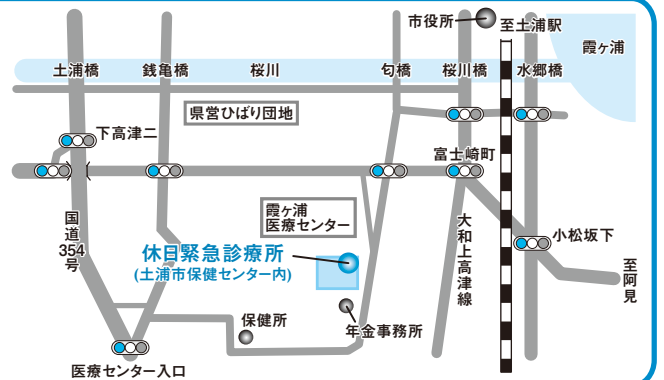 市役所
至土浦駅
霞ヶ浦
土浦橋
銭亀橋
桜川
匂橋
桜川橋
水郷橋
県営ひばり団地
下高津二
富士崎町
霞ヶ浦
医療センター
国道354号
休日緊急診療所
(土浦市保健センター内)
大和上高津線
小松坂下
至阿見
保健所
年金事務所
医療センター入口